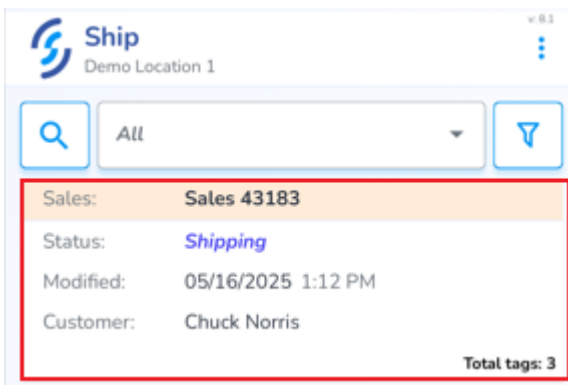 Ship
v: 8.1
Demo Location 1
All
Sales: Sales 43183
Status: Shipping
Modified: 05/16/2025 1:12 PM
Customer: Chuck Norris
Total tags: 3